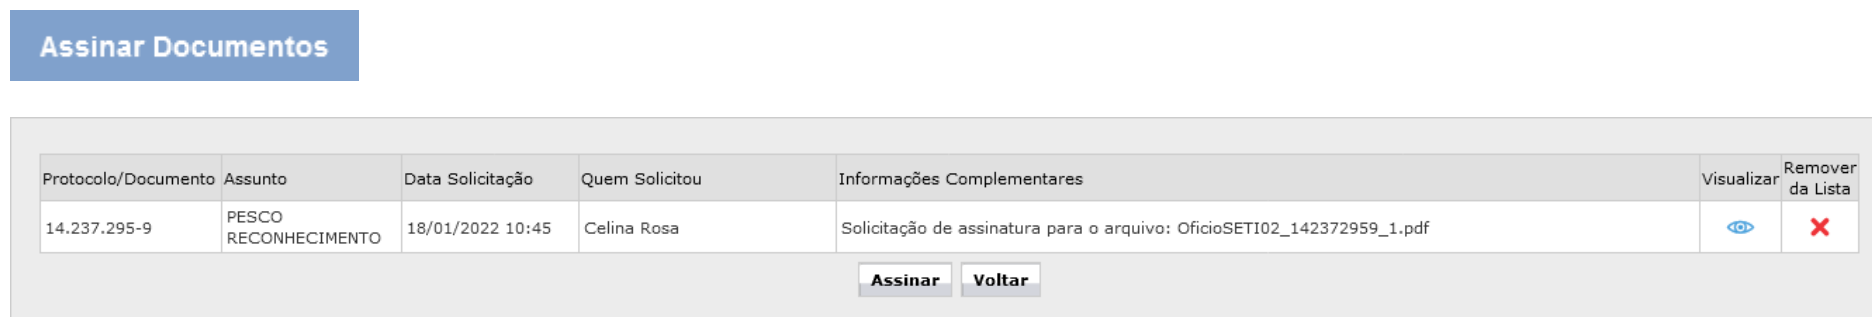 Assinar Documentos
Protocolo/Documento Assunto Data Solicitação Quem Solicitou Informações Complementares Visualizar Remover da Lista
14.237.295-9 PESCO RECONHECIMENTO 18/01/2022 10:45 Celina Rosa Solicitação de assinatura para o arquivo: OficioSETI02_142372959_1.pdf
Assinar Voltar